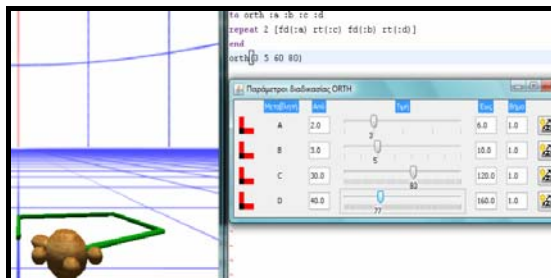 to orth :a :b :c :d
repeat 2 [fd(:a) rt(:c) fd(:b) rt(:d)]
end
orth(3 5 60 80)
Παράμετροι διαδικασίας ORTH
Μεταβλητή Από Τιμή Έως Βήμα
A 2.0 3 6.0 1.0
B 3.0 5 10.0 1.0
C 30.0 80 120.0 1.0
D 40.0 77 160.0 1.0